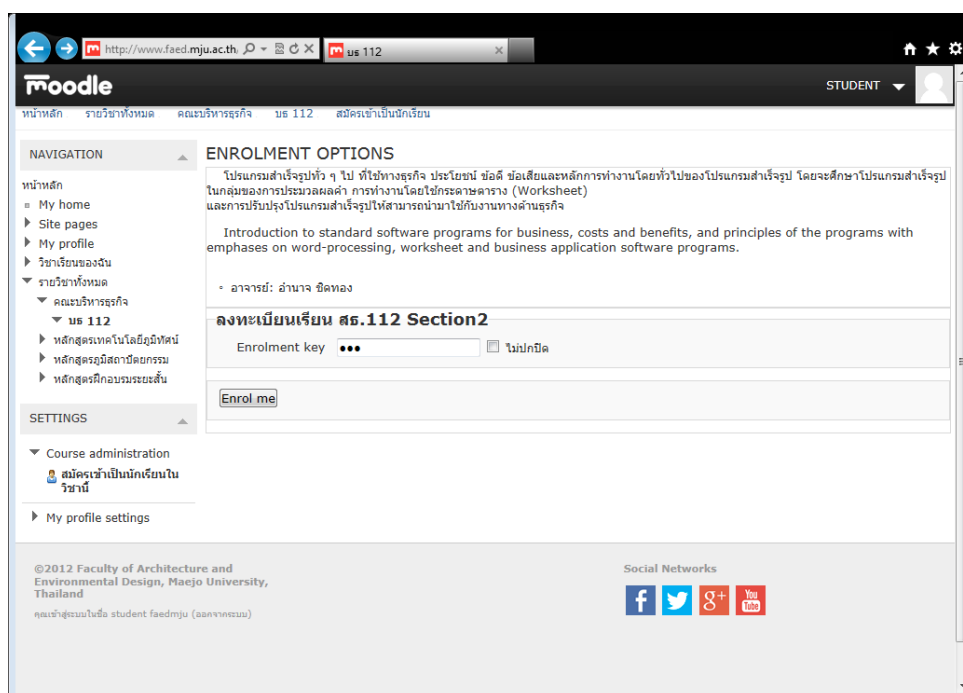 http://www.faed.mju.ac.th
บธ 112
moodle
STUDENT
หน้าหลัก รายวิชาทั้งหมด คณะบริหารธุรกิจ บธ 112 สมัครเข้าเป็นนักเรียน
NAVIGATION
หน้าหลัก
My home
Site pages
My profile
วิชาเรียนของฉัน
รายวิชาทั้งหมด
คณะบริหารธุรกิจ
บธ 112
หลักสูตรเทคโนโลยีภูมิทัศน์
หลักสูตรภูมิสถาปัตยกรรม
หลักสูตรฝึกอบรมระยะสั้น
SETTINGS
Course administration
สมัครเข้าเป็นนักเรียนใน
วิชานี้
My profile settings
ENROLMENT OPTIONS
โปรแกรมสำเร็จรูปทั่ว ๆ ไป ที่ใช้ทางธุรกิจ ประโยชน์ ข้อดี ข้อเสียและหลักการทำงานโดยทั่วไปของโปรแกรมสำเร็จรูป โดยจะศึกษาโปรแกรมสำเร็จรูป
ในกลุ่มของการประมวลผลคำ การทำงานโดยใช้กระดาษตาราง (Worksheet)
และการปรับปรุงโปรแกรมสำเร็จรูปให้สามารถนำมาใช้กับงานทางด้านธุรกิจ
Introduction to standard software programs for business, costs and benefits, and principles of the programs with
emphases on word-processing, worksheet and business application software programs.
อาจารย์: อำนาจ ชิดทอง
ลงทะเบียนเรียน สธ.112 Section2
Enrolment key ●●● ไม่ปกปิด
Enrol me
©2012 Faculty of Architecture and
Environmental Design, Maejo University,
Thailand
คุณเข้าสู่ระบบในชื่อ student faedmju (ออกจากระบบ)
Social Networks
f
g+
You
Tube